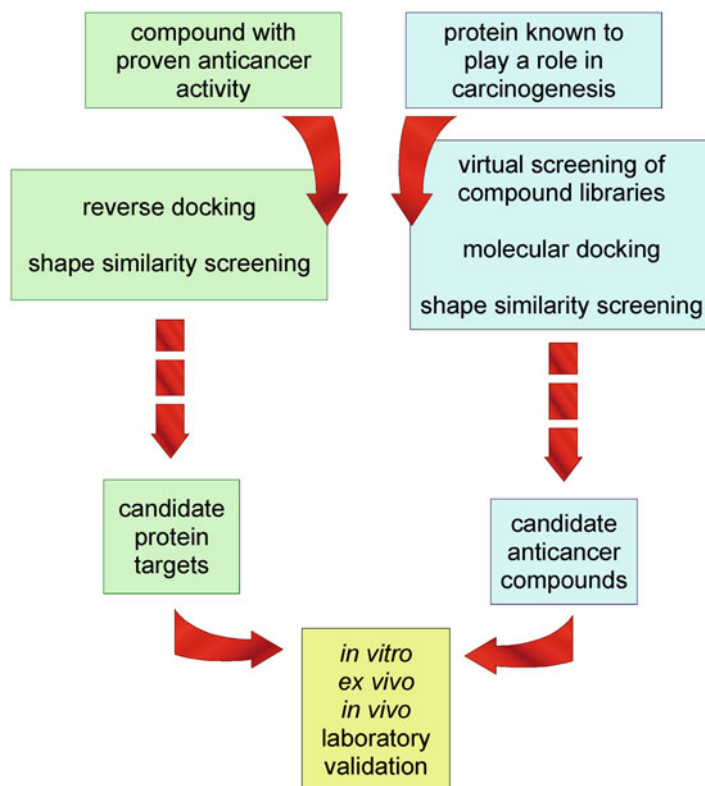 compound with
proven anticancer
activity
protein known to
play a role in
carcinogenesis
reverse docking
shape similarity screening
virtual screening of
compound libraries
molecular docking
shape similarity screening
candidate
protein
targets
candidate
anticancer
compounds
in vitro
ex vivo
in vivo
laboratory
validation